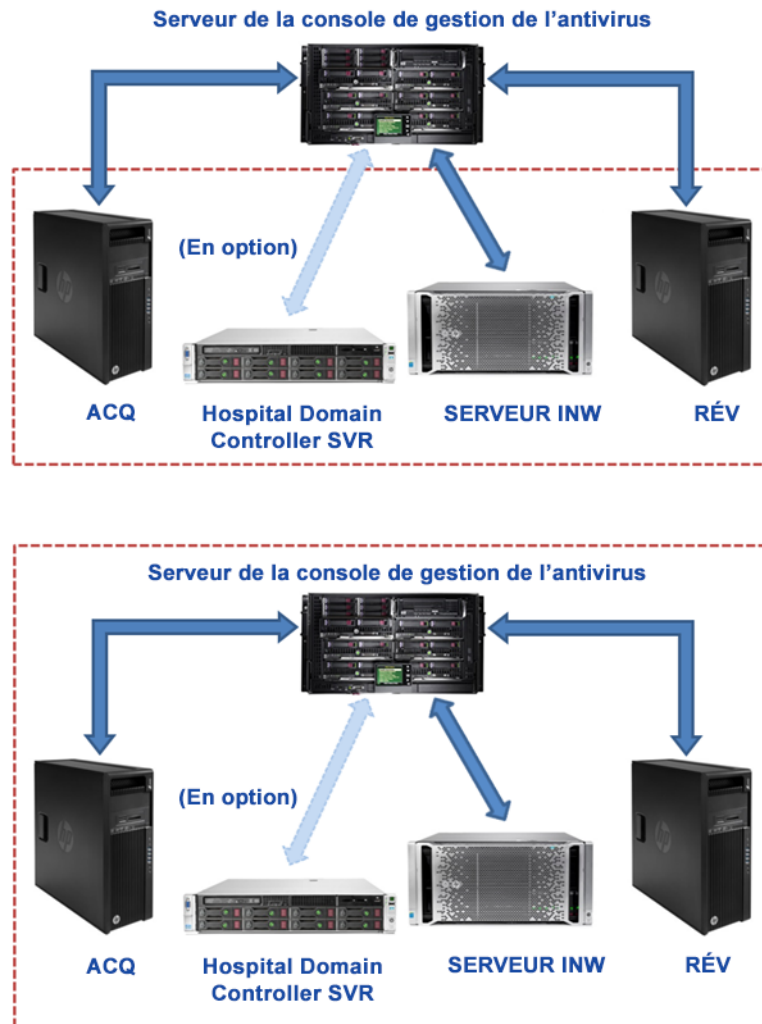 Serveur de la console de gestion de l’antivirus
(En option)
ACQ
Hospital Domain
Controller SVR
SERVEUR INW
RÉV
Serveur de la console de gestion de l’antivirus
(En option)
ACQ
Hospital Domain
Controller SVR
SERVEUR INW
RÉV